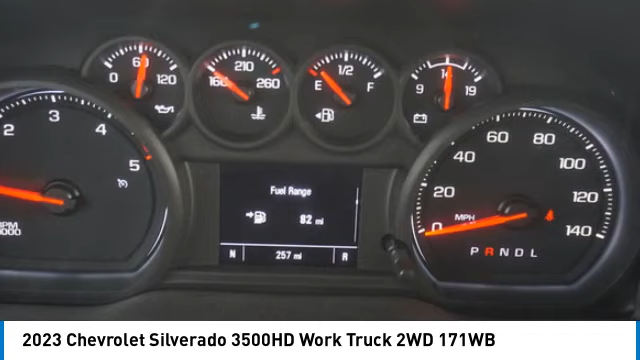 0 60 120
160 210 260
E 1/2 F
9 14 19
2 3 4 5
Fuel Range
82 mi
N 257 mi R
0 20 40 60 80 100 120 140
MPH
P R N D L
2023 Chevrolet Silverado 3500HD Work Truck 2WD 171WB